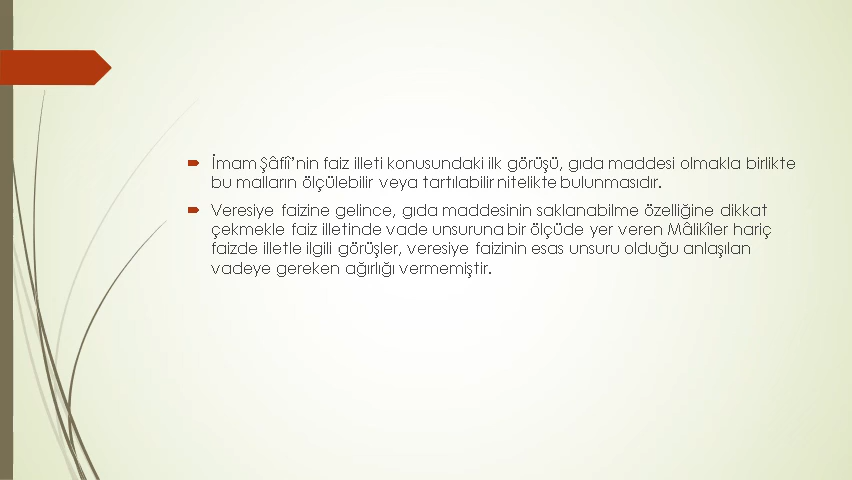 İmam Şâfiî’nin faiz illeti konusundaki ilk görüşü, gıda maddesi olmakla birlikte
bu malların ölçülebilir veya tartılabilir nitelikte bulunmasıdır.
Veresiye faizine gelince, gıda maddesinin saklanabilme özelliğine dikkat
çekmekle faiz illetinde vade unsuruna bir ölçüde yer veren Mâlikîler hariç
faizde illetle ilgili görüşler, veresiye faizinin esas unsuru olduğu anlaşılan
vadeye gereken ağırlığı vermemiştir.